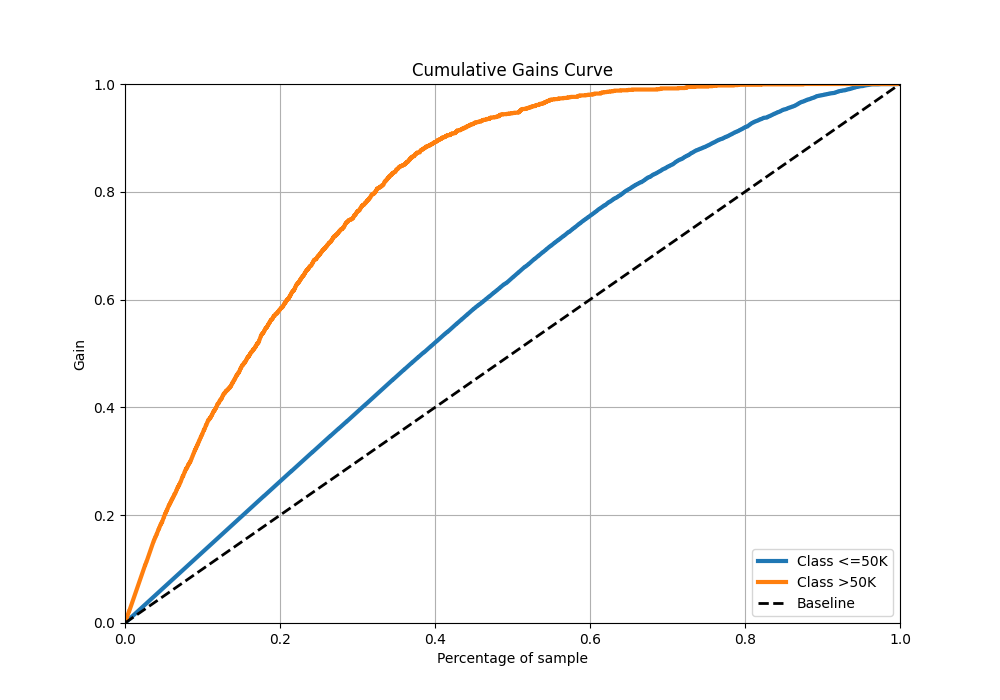 Cumulative Gains Curve
1.0
0.8
0.6
0.4
0.2
0.0
Gain
0.0 0.2 0.4 0.6 0.8 1.0
Percentage of sample
Class <=50K
Class >50K
Baseline